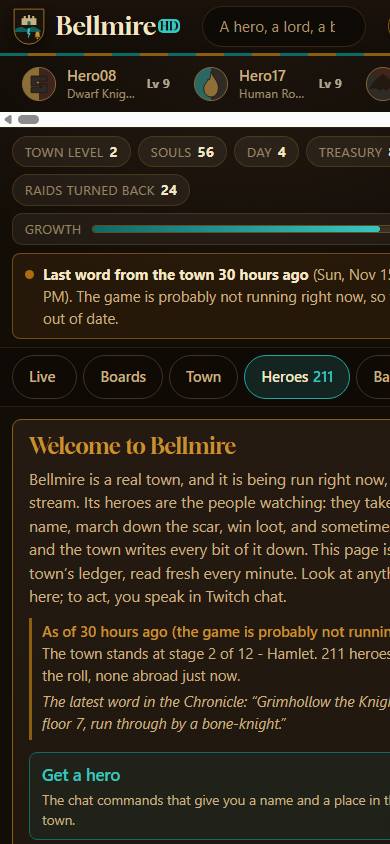 Bellmire HD
A hero, a lord, a b
Hero08
Dwarf Knig...
Lv 9
Hero17
Human Ro...
Lv 9
TOWN LEVEL 2
SOULS 56
DAY 4
TREASURY
RAIDS TURNED BACK 24
GROWTH
Last word from the town 30 hours ago (Sun, Nov 15
PM). The game is probably not running right now, so
out of date.
Live
Boards
Town
Heroes 211
Ba
Welcome to Bellmire
Bellmire is a real town, and it is being run right now,
stream. Its heroes are the people watching: they take
name, march down the scar, win loot, and sometime
and the town writes every bit of it down. This page is
town's ledger, read fresh every minute. Look at anyth
here; to act, you speak in Twitch chat.
As of 30 hours ago (the game is probably not runnin
The town stands at stage 2 of 12 - Hamlet. 211 heroes
the roll, none abroad just now.
The latest word in the Chronicle: “Grimhollow the Knig
floor 7, run through by a bone-knight.”
Get a hero
The chat commands that give you a name and a place in th
town.